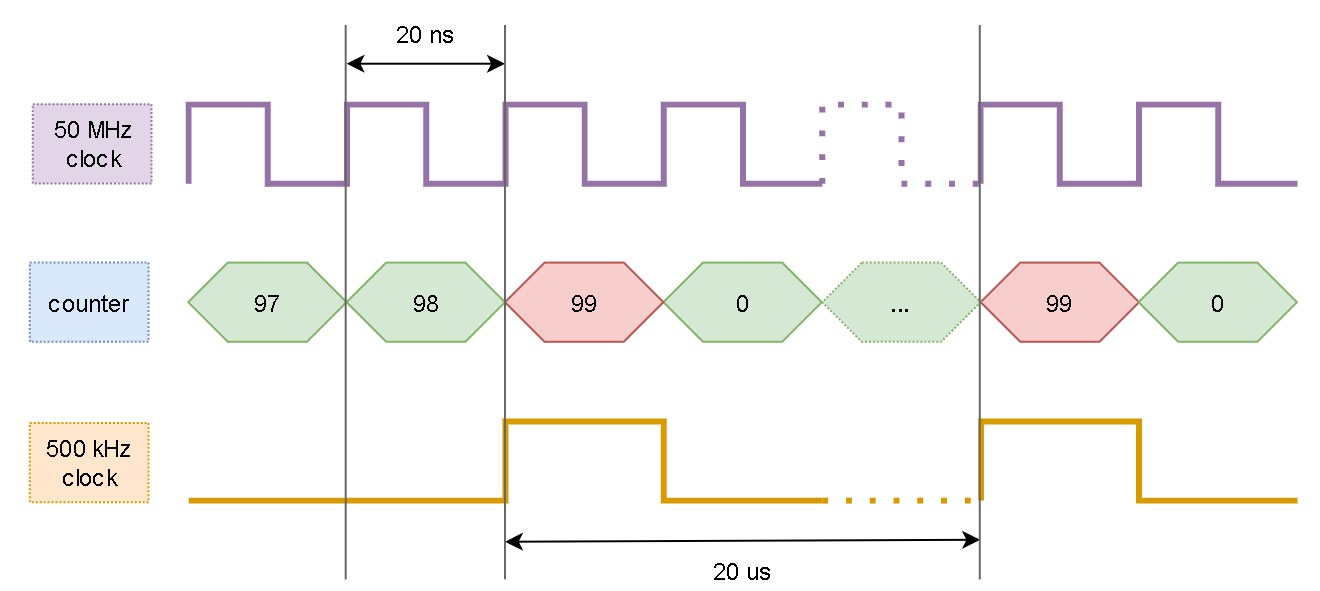 20 ns
50 MHz
clock
97
98
99
0
...
99
0
counter
500 kHz
clock
20 us